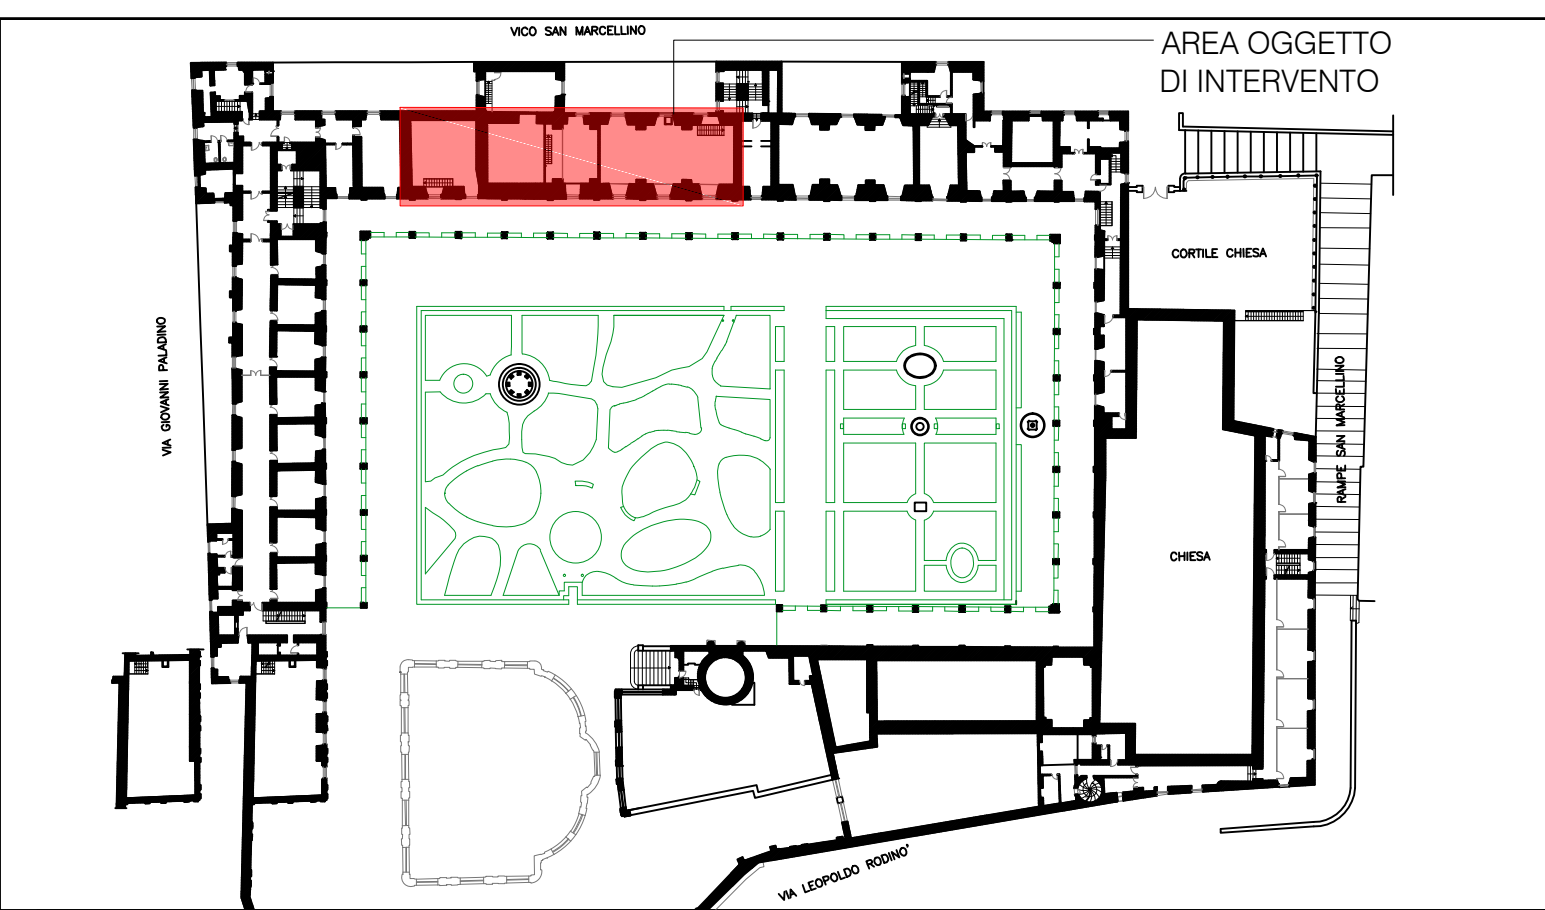 VICO SAN MARCELLINO
AREA OGGETTO
DI INTERVENTO
CORTILE CHIESA
VIA GIOVANNI PALADINO
RAMPE SAN MARCELLINO
CHIESA
VIA LEOPOLDO RODINO'